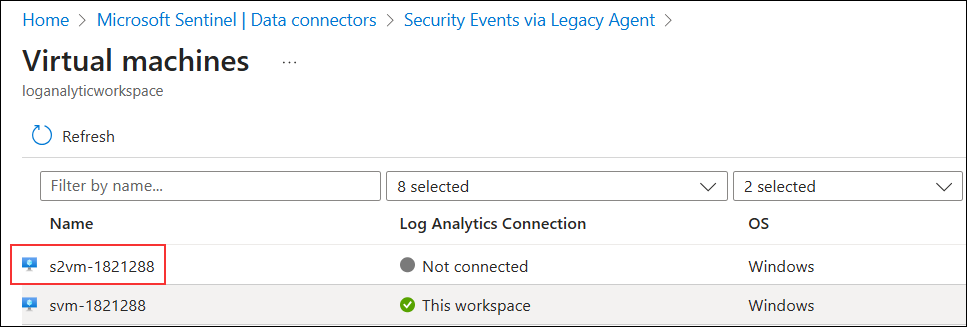 Home > Microsoft Sentinel | Data connectors > Security Events via Legacy Agent >
Virtual machines ...
loganalyticworkspace
Refresh
Filter by name... 8 selected 2 selected
Name Log Analytics Connection OS
s2vm-1821288 Not connected Windows
svm-1821288 This workspace Windows